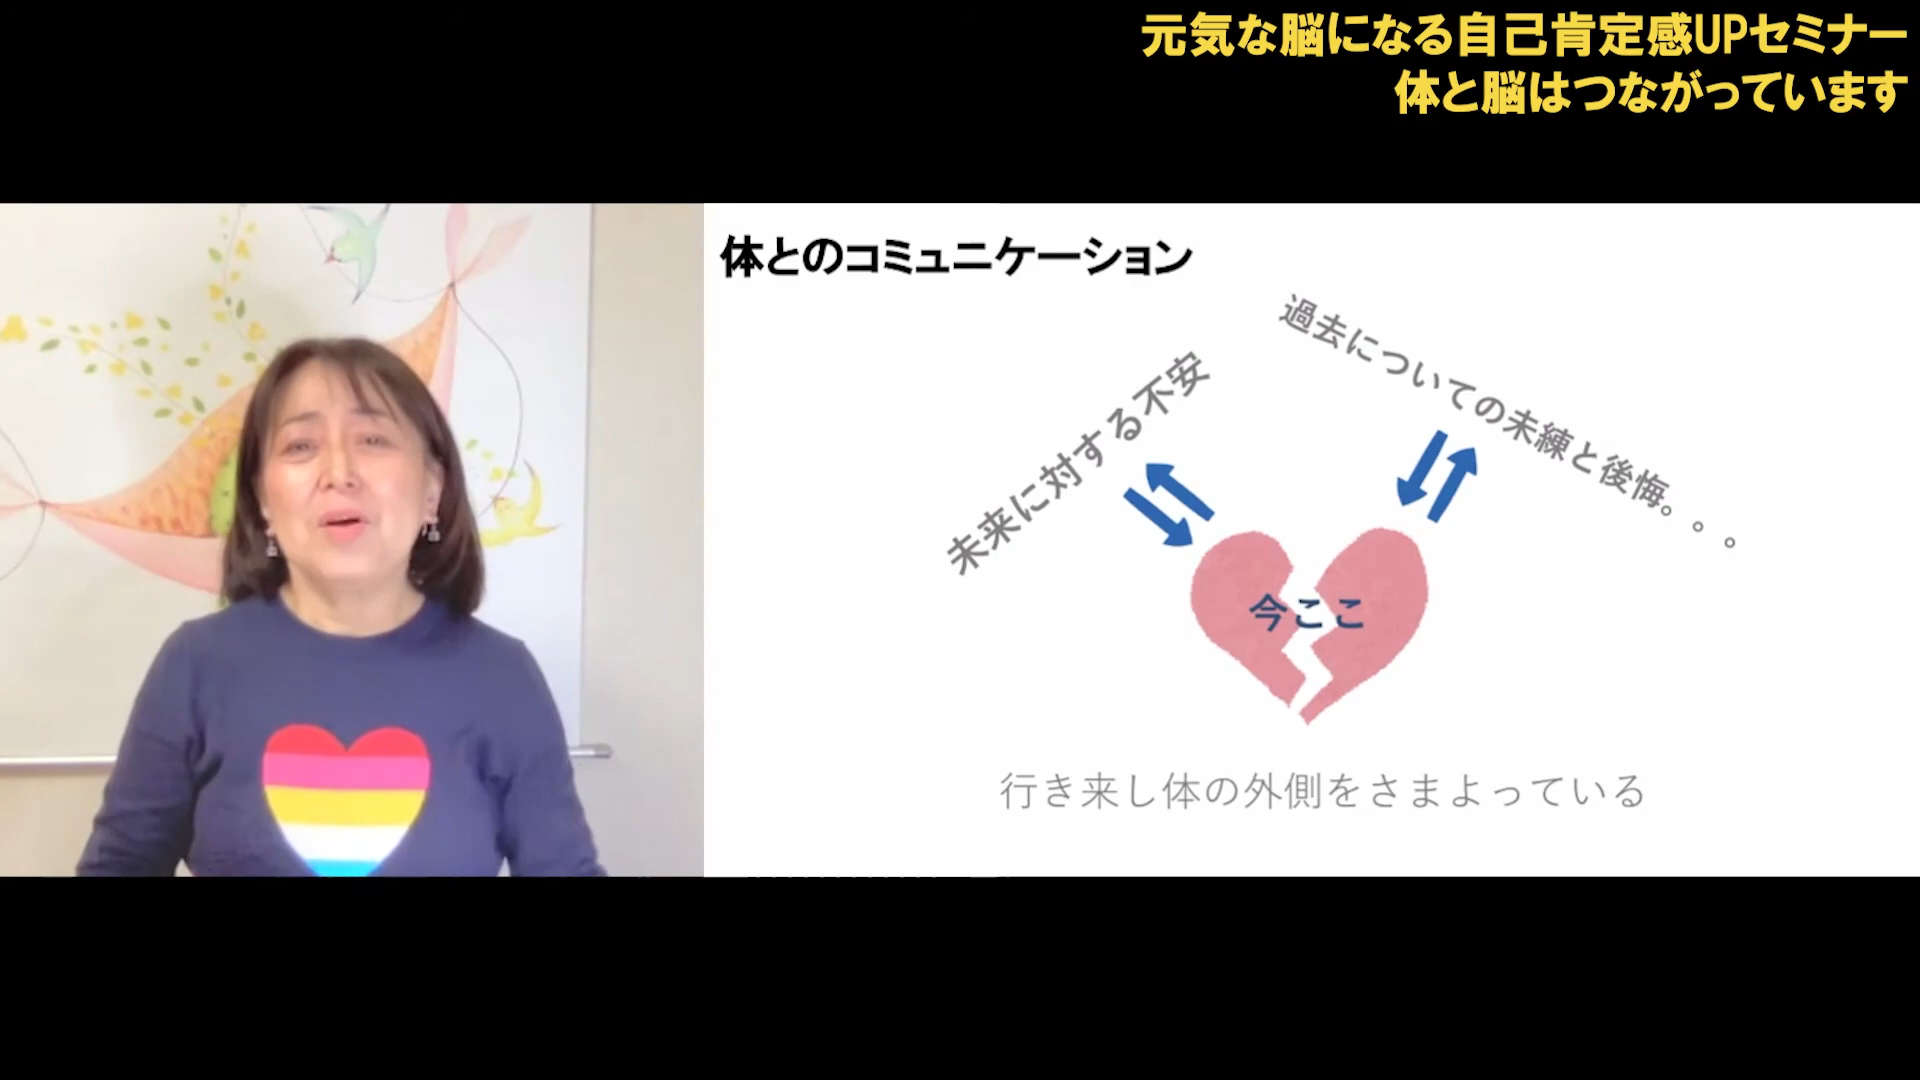 元気な脳になる自己肯定感UPセミナー
体と脳はつながっています
体とのコミュニケーション
過去についての未練と後悔。。。
未来に対する不安
今ここ
行き来し体の外側をさまよっている